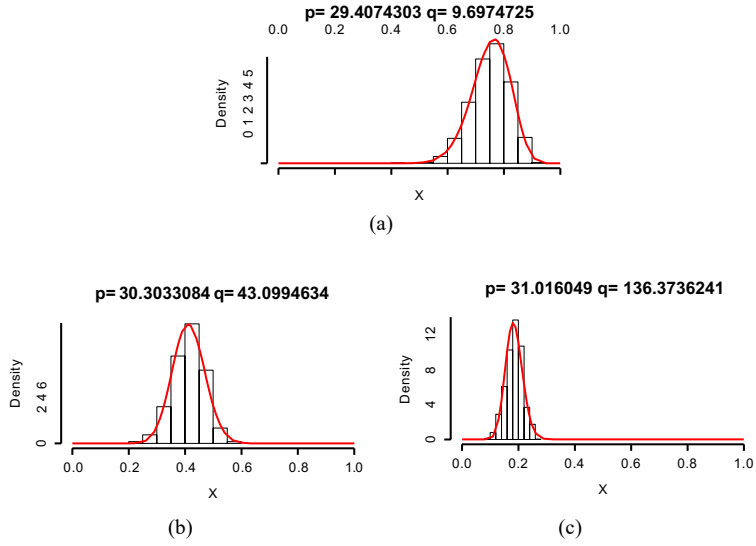 p= 29.4074303 q= 9.6974725
0.0 0.2 0.4 0.6 0.8 1.0
Density
0 1 2 3 4 5
X
(a)
p= 30.3033084 q= 43.0994634
Density
0 2 4 6
0.0 0.2 0.4 0.6 0.8 1.0
X
(b)
p= 31.016049 q= 136.3736241
Density
0 4 8 12
0.0 0.2 0.4 0.6 0.8 1.0
X
(c)